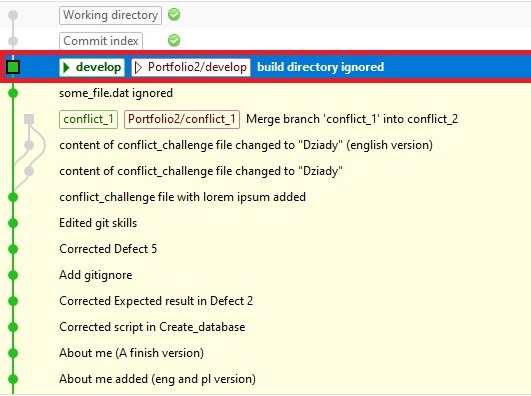 Working directory
Commit index
develop Portfolio2/develop build directory ignored
some_file.dat ignored
conflict_1 Portfolio2/conflict_1 Merge branch 'conflict_1' into conflict_2
content of conflict_challenge file changed to "Dziady" (english version)
content of conflict_challenge file changed to "Dziady"
conflict_challenge file with lorem ipsum added
Edited git skills
Corrected Defect 5
Add gitignore
Corrected Expected result in Defect 2
Corrected script in Create_database
About me (A finish version)
About me added (eng and pl version)